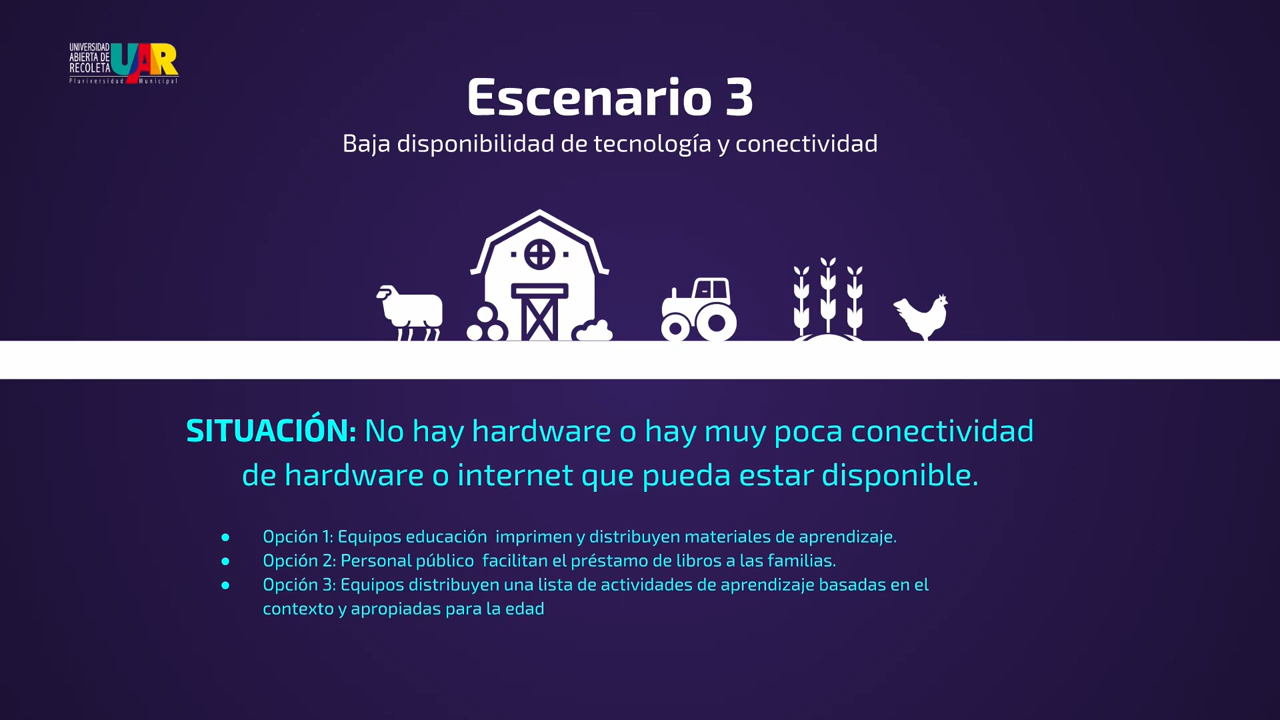 UNIVERSIDAD
ABIERTA DE
RECOLETA
UAR
Pluriversidad Municipal
Escenario 3
Baja disponibilidad de tecnología y conectividad
SITUACIÓN: No hay hardware o hay muy poca conectividad
de hardware o internet que pueda estar disponible.
● Opción 1: Equipos educación  imprimen y distribuyen materiales de aprendizaje.
● Opción 2: Personal público  facilitan el préstamo de libros a las familias.
● Opción 3: Equipos distribuyen una lista de actividades de aprendizaje basadas en el
contexto y apropiadas para la edad